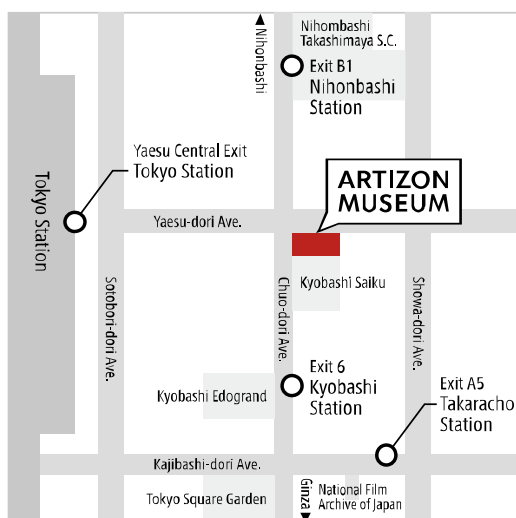 Nihombashi
Takashimaya S.C.
▲Nihonbashi
Exit B1
Nihonbashi
Station
Yaesu Central Exit
Tokyo Station
ARTIZON
MUSEUM
Tokyo Station
Yaesu-dori Ave.
Kyobashi Saiku
Sotobori-dori Ave.
Chuo-dori Ave.
Showa-dori Ave.
Exit 6
Kyobashi
Station
Kyobashi Edogrand
Exit A5
Takaracho
Station
Kajibashi-dori Ave.
Tokyo Square Garden
Ginza▶
National Film
Archive of Japan